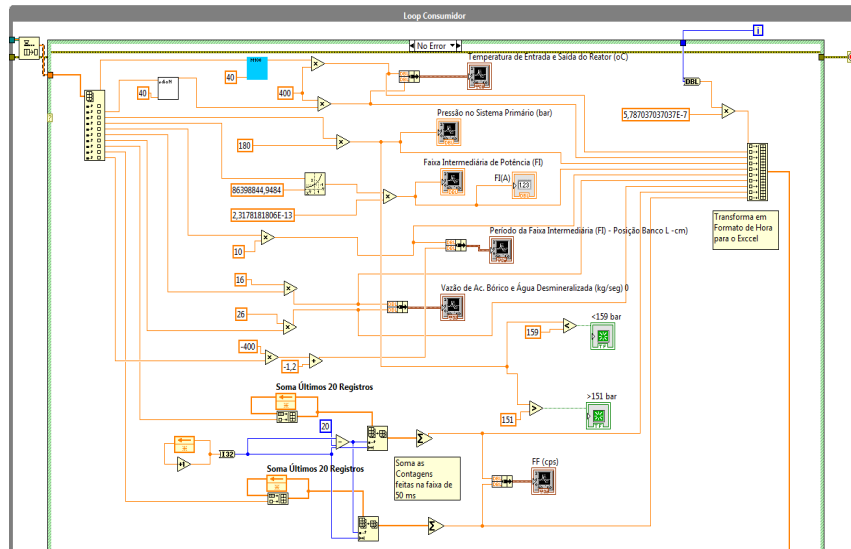 Loop Consumidor
No Error
i
Temperatura de Entrada e Saída do Reator (oC)
40
40
400
DBL
5,787037037037E-7
Pressão no Sistema Primário (bar)
180
Faixa Intermediária de Potência (FI)
FI(A)
123
86398844,9484
2,3178181806E-13
Transforma em
Formato de Hora
para o Exccel
Período da Faixa Intermediária (FI) - Posição Banco L -cm)
10
16
Vazão de Ac. Bórico e Água Desmineralizada (kg/seg) 0
26
<159 bar
159
TF
-400
-1,2
>151 bar
151
TF
Soma Últimos 20 Registros
20
+1
I32
Soma Últimos 20 Registros
Soma as
Contagens
feitas na faixa de
50 ms
FF (cps)